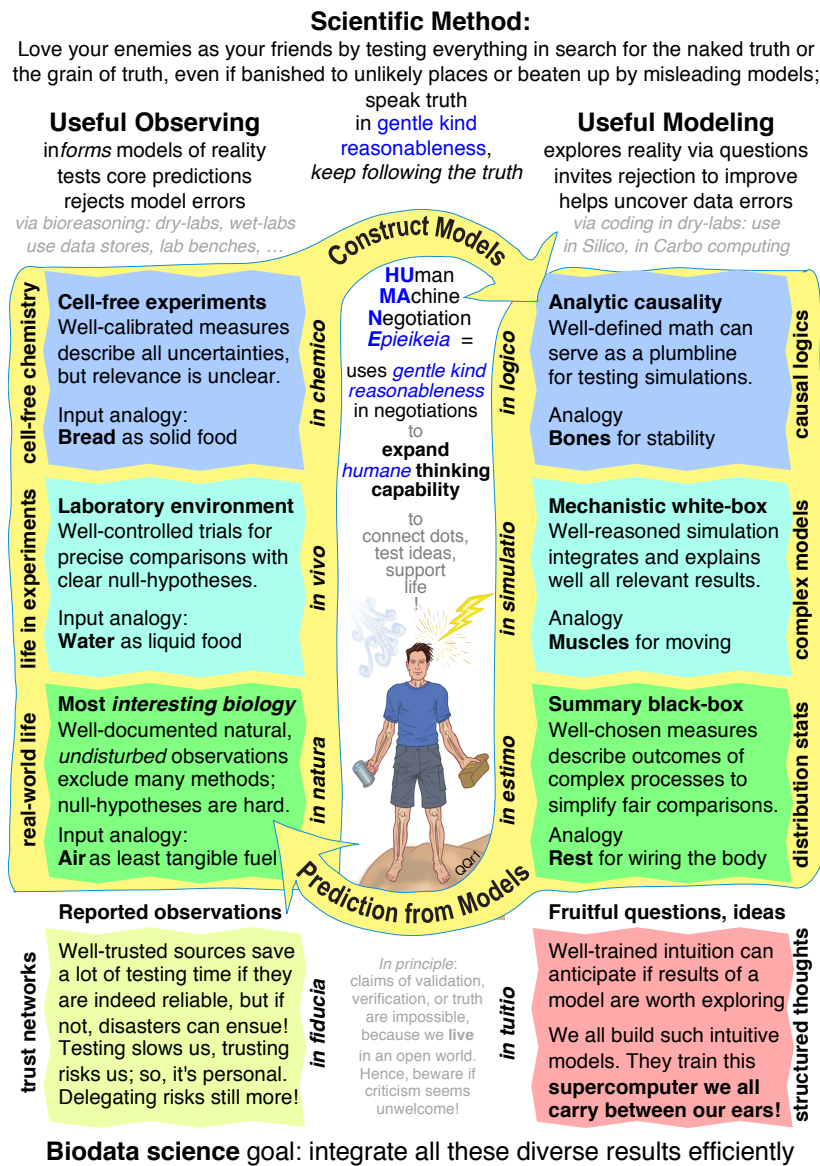 Scientific Method:
Love your enemies as your friends by testing everything in search for the naked truth or
the grain of truth, even if banished to unlikely places or beaten up by misleading models;
speak truth
in gentle kind
reasonableness,
keep following the truth
Useful Observing
informs models of reality
tests core predictions
rejects model errors
via bioreasoning: dry-labs, wet-labs
use data stores, lab benches, …
Useful Modeling
explores reality via questions
invites rejection to improve
helps uncover data errors
via coding in dry-labs: use
in Silico, in Carbo computing
Construct Models
cell-free chemistry
Cell-free experiments
Well-calibrated measures
describe all uncertainties,
but relevance is unclear.
Input analogy:
Bread as solid food
in chemico
HUman
MAchine
Negotiation
Epieikeia =
uses gentle kind
reasonableness
in negotiations
to
expand
humane thinking
capability
to
connect dots,
test ideas,
support
life
!
in logico
Analytic causality
Well-defined math can
serve as a plumbline
for testing simulations.
Analogy
Bones for stability
causal logics
life in experiments
Laboratory environment
Well-controlled trials for
precise comparisons with
clear null-hypotheses.
Input analogy:
Water as liquid food
in vivo
in simulatio
Mechanistic white-box
Well-reasoned simulation
integrates and explains
well all relevant results.
Analogy
Muscles for moving
complex models
real-world life
Most interesting biology
Well-documented natural,
undisturbed observations
exclude many methods;
null-hypotheses are hard.
Input analogy:
Air as least tangible fuel
in natura
in estimo
Summary black-box
Well-chosen measures
describe outcomes of
complex processes to
simplify fair comparisons.
Analogy
Rest for wiring the body
distribution stats
QQr1
Prediction from Models
Reported observations
trust networks
Well-trusted sources save
a lot of testing time if they
are indeed reliable, but if
not, disasters can ensue!
Testing slows us, trusting
risks us; so, it's personal.
Delegating risks still more!
in fiducia
In principle:
claims of validation,
verification, or truth
are impossible,
because we live
in an open world.
Hence, beware if
criticism seems
unwelcome!
in tuitio
Fruitful questions, ideas
Well-trained intuition can
anticipate if results of a
model are worth exploring
We all build such intuitive
models. They train this
supercomputer we all
carry between our ears!
structured thoughts
Biodata science goal: integrate all these diverse results efficiently